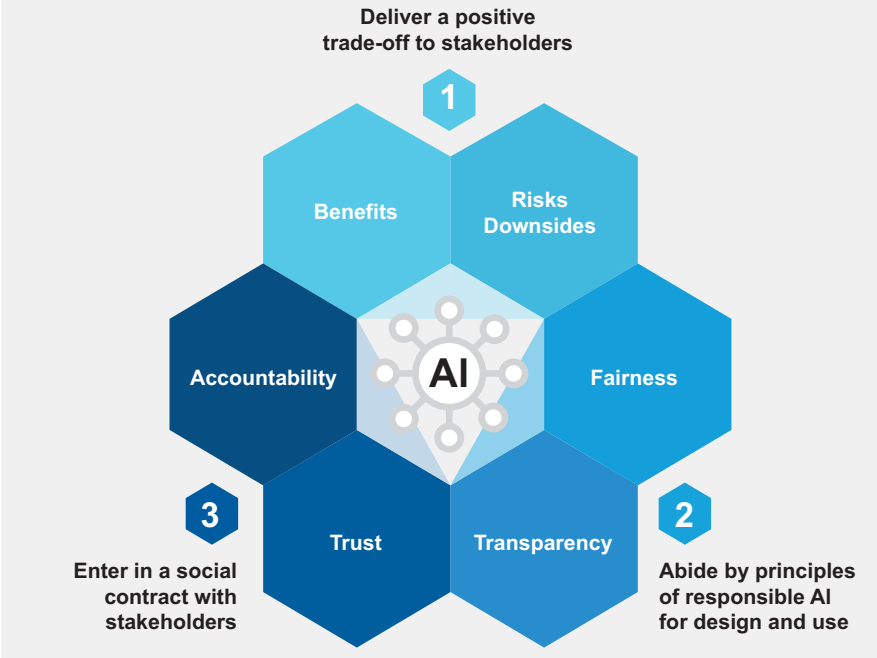 Deliver a positive
trade-off to stakeholders
1
Benefits
Risks
Downsides
Accountability
AI
Fairness
Trust
Transparency
3
Enter in a social
contract with
stakeholders
2
Abide by principles
of responsible AI
for design and use